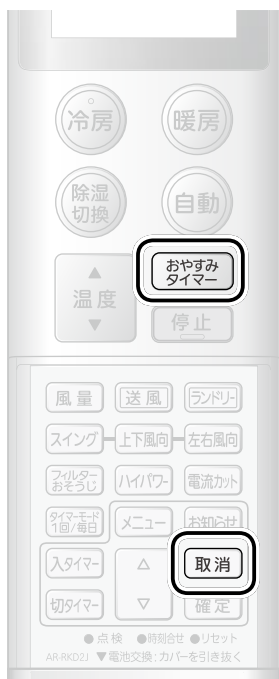 冷房 暖房
除湿
切換
自動
おやすみ
タイマー
▲
温度
▼
停止
風量 送風 ランドリー
スイング 上下風向 左右風向
フィルター
おそうじ
ハイパワー 電流カット
タイマーモード
1回/毎日
メニュー お知らせ
入タイマー △ 取消
切タイマー ▽ 確定
●点検 ●時刻合せ ●リセット
AR-RKD2J ▼電池交換:カバーを引き抜く